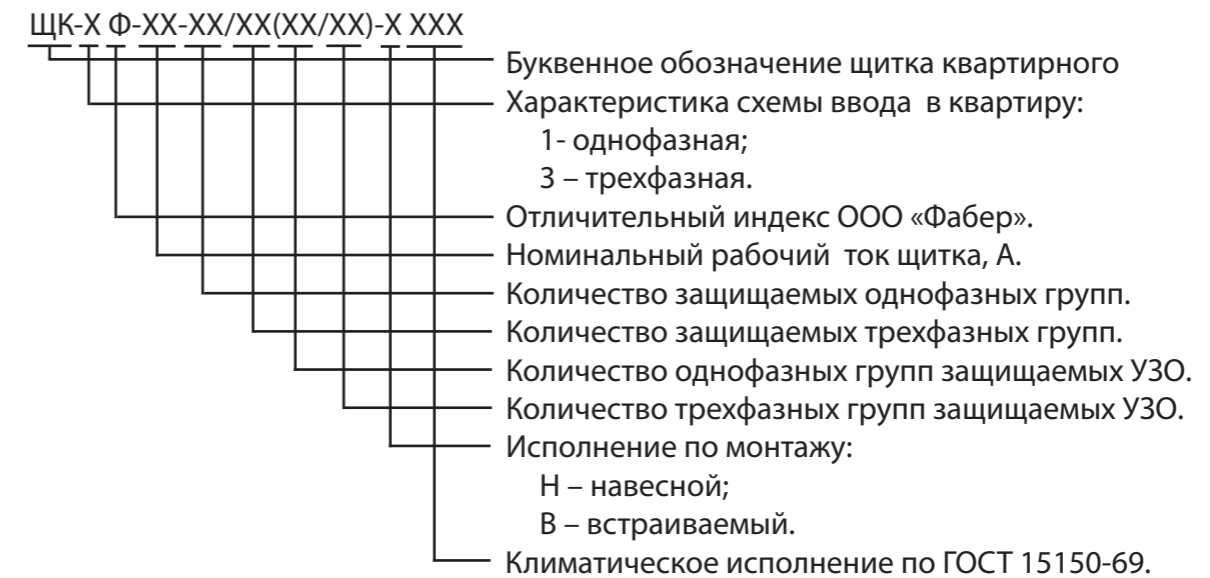 ЩК-Х Ф-ХХ-ХХ/ХХ(ХХ/ХХ)-Х ХХХ
Буквенное обозначение щитка квартирного
Характеристика схемы ввода в квартиру:
1- однофазная;
3 – трехфазная.
Отличительный индекс ООО «Фабер».
Номинальный рабочий ток щитка, А.
Количество защищаемых однофазных групп.
Количество защищаемых трехфазных групп.
Количество однофазных групп защищаемых УЗО.
Количество трехфазных групп защищаемых УЗО.
Исполнение по монтажу:
Н – навесной;
В – встраиваемый.
Климатическое исполнение по ГОСТ 15150-69.